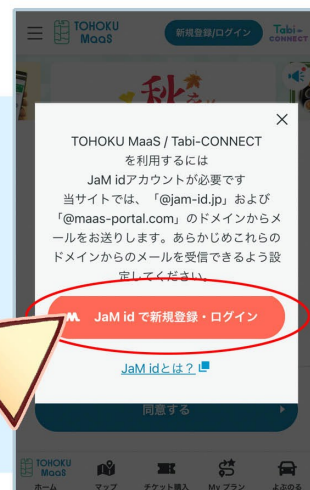 TOHOKU
MaaS
新規登録/ログイン
Tabi-
CONNECT
秋
TOHOKU MaaS / Tabi-CONNECT
を利用するには
JaM idアカウントが必要です
当サイトでは、「@jam-id.jp」および
「@maas-portal.com」のドメインからメ
ールをお送りします。あらかじめこれらの
ドメインからのメールを受信できるよう設
定してください。
JaM id で新規登録・ログイン
JaM idとは？
同意する
TOHOKU
MaaS
ホーム
マップ
チケット購入
My プラン
よぶのる